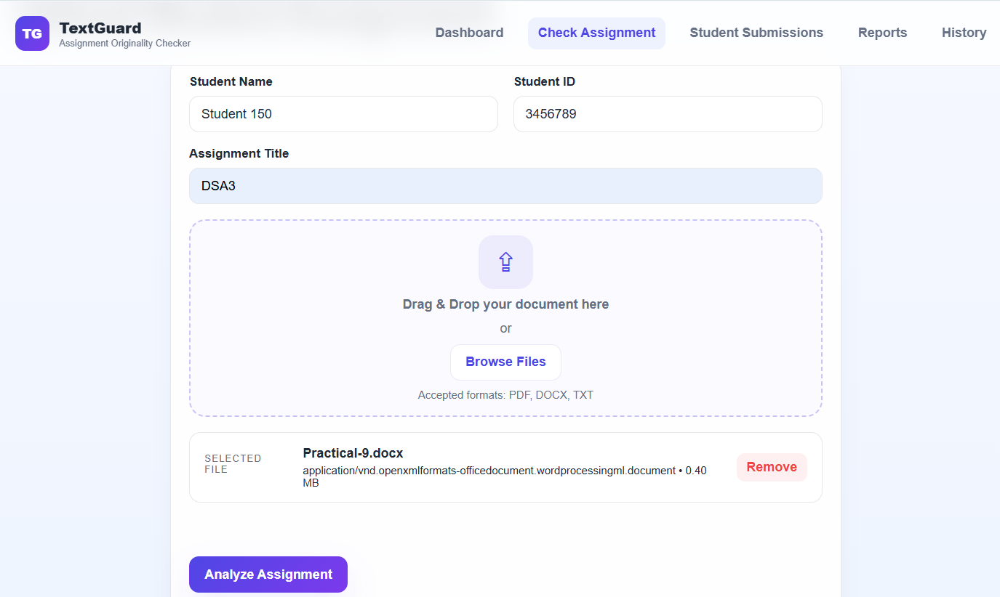 TG
TextGuard
Assignment Originality Checker
Dashboard
Check Assignment
Student Submissions
Reports
History
Student Name
Student ID
Student 150
3456789
Assignment Title
DSA3
Drag & Drop your document here
or
Browse Files
Accepted formats: PDF, DOCX, TXT
SELECTED
FILE
Practical-9.docx
application/vnd.openxmlformats-officedocument.wordprocessingml.document • 0.40
MB
Remove
Analyze Assignment